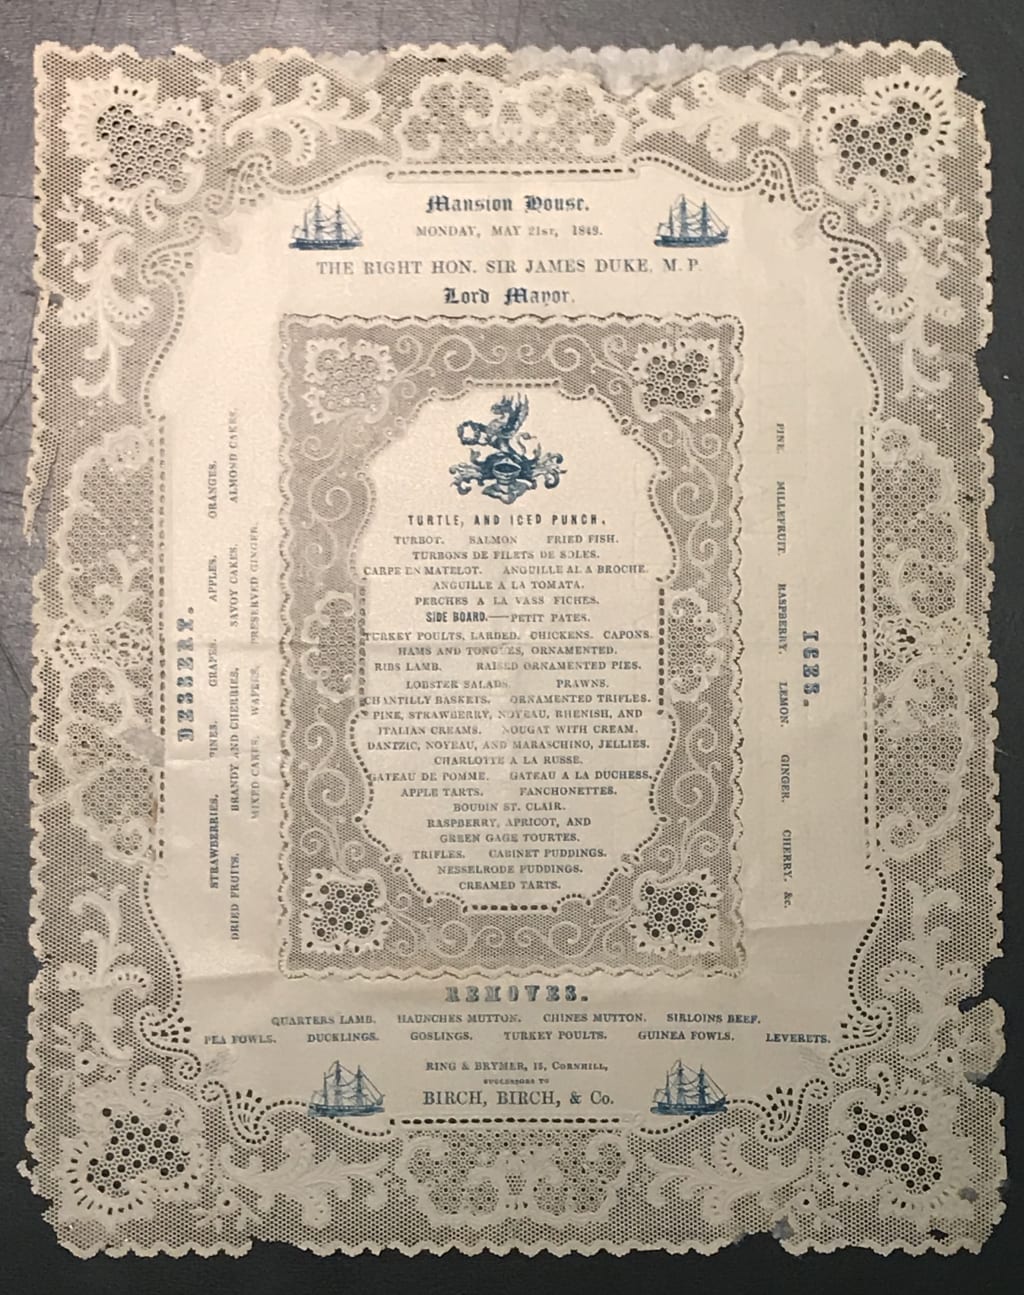 Mansion House.
MONDAY, MAY 21ST, 1849.
THE RIGHT HON. SIR JAMES DUKE, M.P.
Lord Mayor.
TURTLE, AND ICED PUNCH.
TURBOT. SALMON FRIED FISH.
TURBONS DE FILETS DE SOLES.
CARPE EN MATELOT. ANGUILLE AL A BROCHE.
ANGUILLE A LA TOMATA.
PERCHES A LA VASS FICHES.
SIDE BOARD.—PETIT PATES.
TURKEY POULTS, LARDED. CHICKENS. CAPONS.
HAMS AND TONGUES, ORNAMENTED.
RIBS LAMB. RAISED ORNAMENTED PIES.
LOBSTER SALADS. PRAWNS.
CHANTILLY BASKETS. ORNAMENTED TRIFLES.
PINE, STRAWBERRY, NOYEAU, RHENISH, AND
ITALIAN CREAMS. NOUGAT WITH CREAM.
DANTZIC, NOYEAU, AND MARASCHINO, JELLIES.
CHARLOTTE A LA RUSSE.
GATEAU DE POMME. GATEAU A LA DUCHESS.
APPLE TARTS. FANCHONETTES.
BOUDIN ST. CLAIR.
RASPBERRY, APRICOT, AND
GREEN GAGE TOURTES.
TRIFLES. CABINET PUDDINGS.
NESSELRODE PUDDINGS.
CREAMED TARTS.
DESSERT.
STRAWBERRIES. PINES. GRAPES. APPLES. ORANGES.
DRIED FRUITS. BRANDY AND CHERRIES. SAVOY CAKES. ALMOND CAKES.
MIXED CAKES. WAFERS. PRESERVED GINGER.
ICES.
PINE. MILLEFRUIT. RASPBERRY. LEMON. GINGER. CHERRY. &c.
REMOVES.
QUARTERS LAMB. HAUNCHES MUTTON. CHINES MUTTON. SIRLOINS BEEF.
PEA FOWLS. DUCKLINGS. GOSLINGS. TURKEY POULTS. GUINEA FOWLS. LEVERETS.
RING & BRYMER, 15, CORNHILL,
SUCCESSORS TO
BIRCH, BIRCH, & Co.